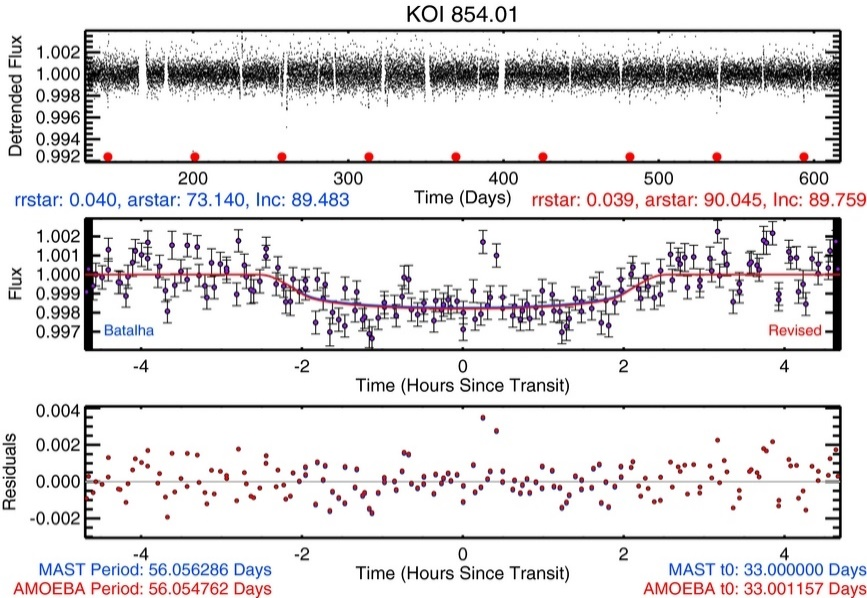 KOI 854.01
Detrended Flux
1.002
1.000
0.998
0.996
0.994
0.992
200 300 400 500 600
Time (Days)
rrstar: 0.040, arstar: 73.140, Inc: 89.483
rrstar: 0.039, arstar: 90.045, Inc: 89.759
Flux
1.002
1.001
1.000
0.999
0.998
0.997
Batalha
Revised
-4 -2 0 2 4
Time (Hours Since Transit)
Residuals
0.004
0.002
0.000
-0.002
-4 -2 0 2 4
Time (Hours Since Transit)
MAST Period: 56.056286 Days
AMOEBA Period: 56.054762 Days
MAST t0: 33.000000 Days
AMOEBA t0: 33.001157 Days